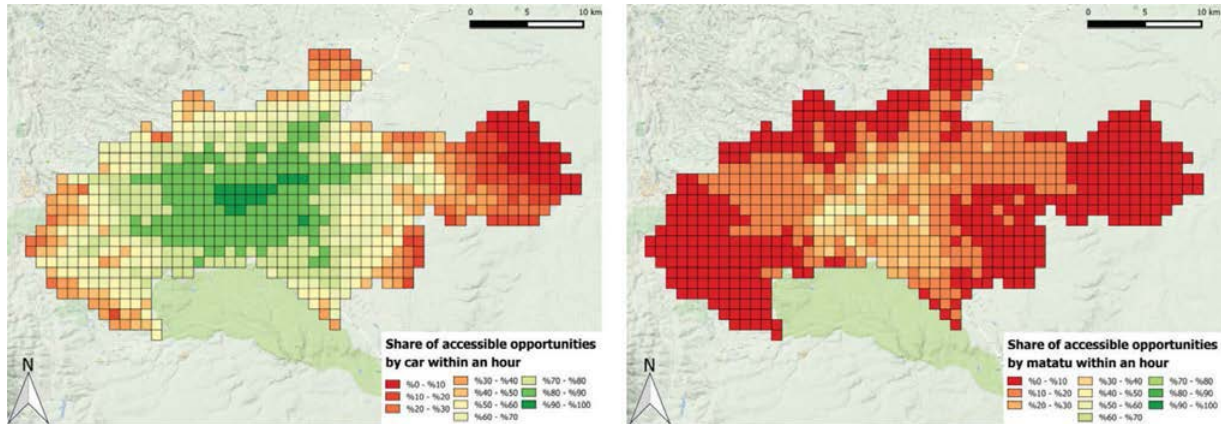 0 5 10 km
N
Share of accessible opportunities
by car within an hour
%0 - %10 %30 - %40 %70 - %80
%10 - %20 %40 - %50 %80 - %90
%20 - %30 %50 - %60 %90 - %100
%60 - %70
0 5 10 km
N
Share of accessible opportunities
by matatu within an hour
%0 - %10 %30 - %40 %70 - %80
%10 - %20 %40 - %50 %80 - %90
%20 - %30 %50 - %60 %90 - %100
%60 - %70